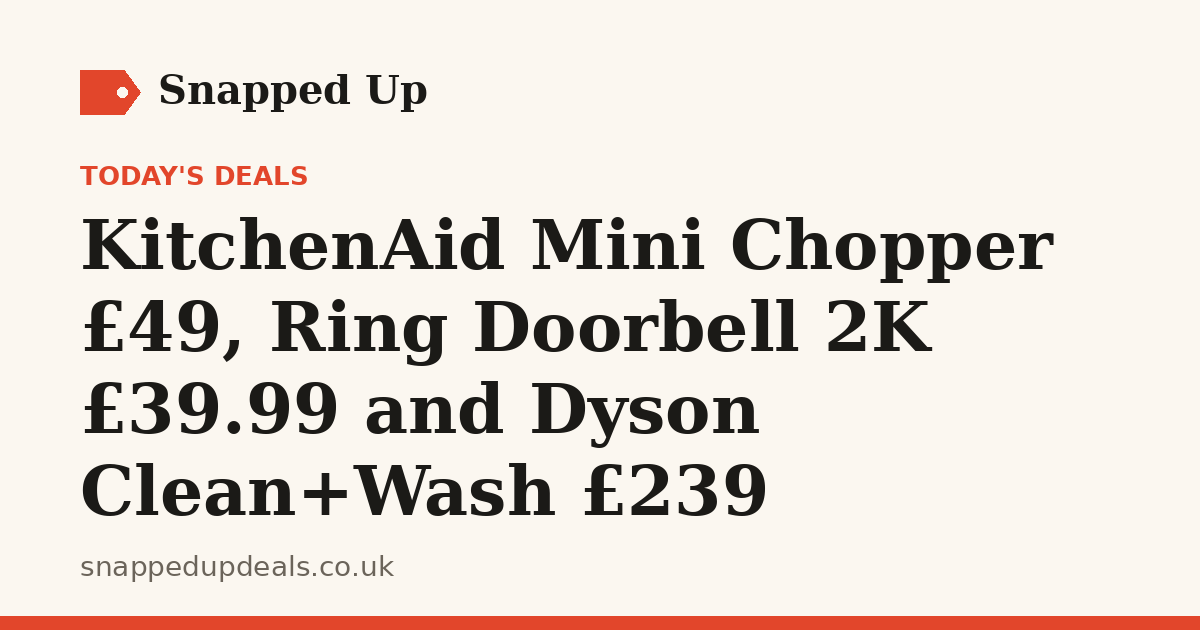 Snapped Up
TODAY'S DEALS
KitchenAid Mini Chopper
£49, Ring Doorbell 2K
£39.99 and Dyson
Clean+Wash £239
snappedupdeals.co.uk